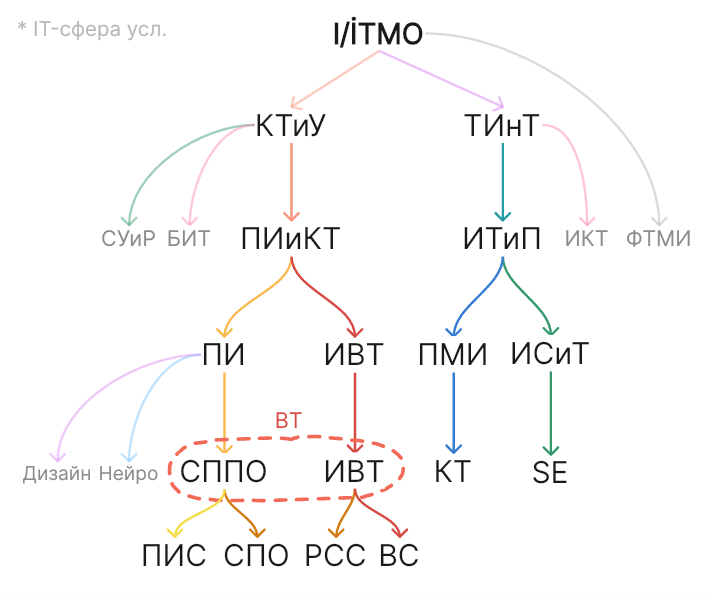 * IT-сфера усл.
I/İTMO
КТиУ
ТИнТ
СУиР
БИТ
ПИиКТ
ИТиП
ИКТ
ФТМИ
ПИ
ИВТ
ПМИ
ИСиТ
ВТ
Дизайн
Нейро
СППО
ИВТ
КТ
SE
ПИС
СПО
РСС
ВС